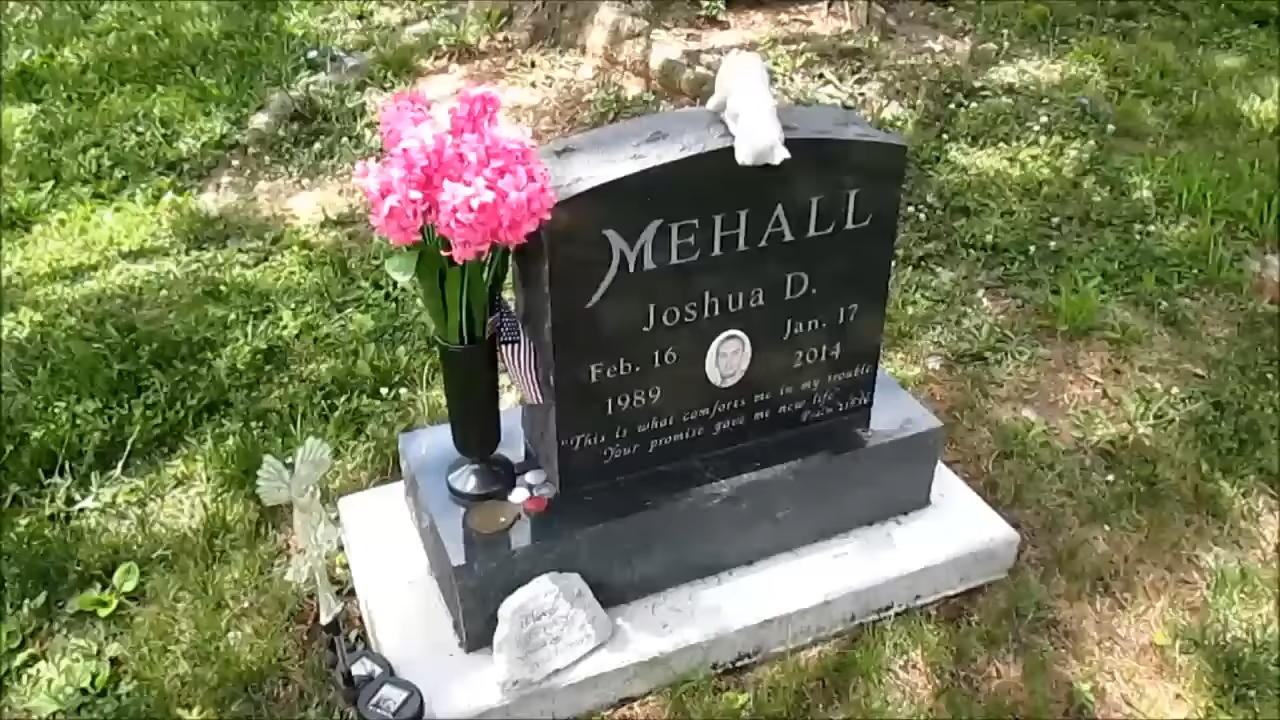 MEHALL
Joshua D.
Feb. 16
1989
Jan. 17
2014
"This is what comforts me in my trouble
Your promise gave me new life"